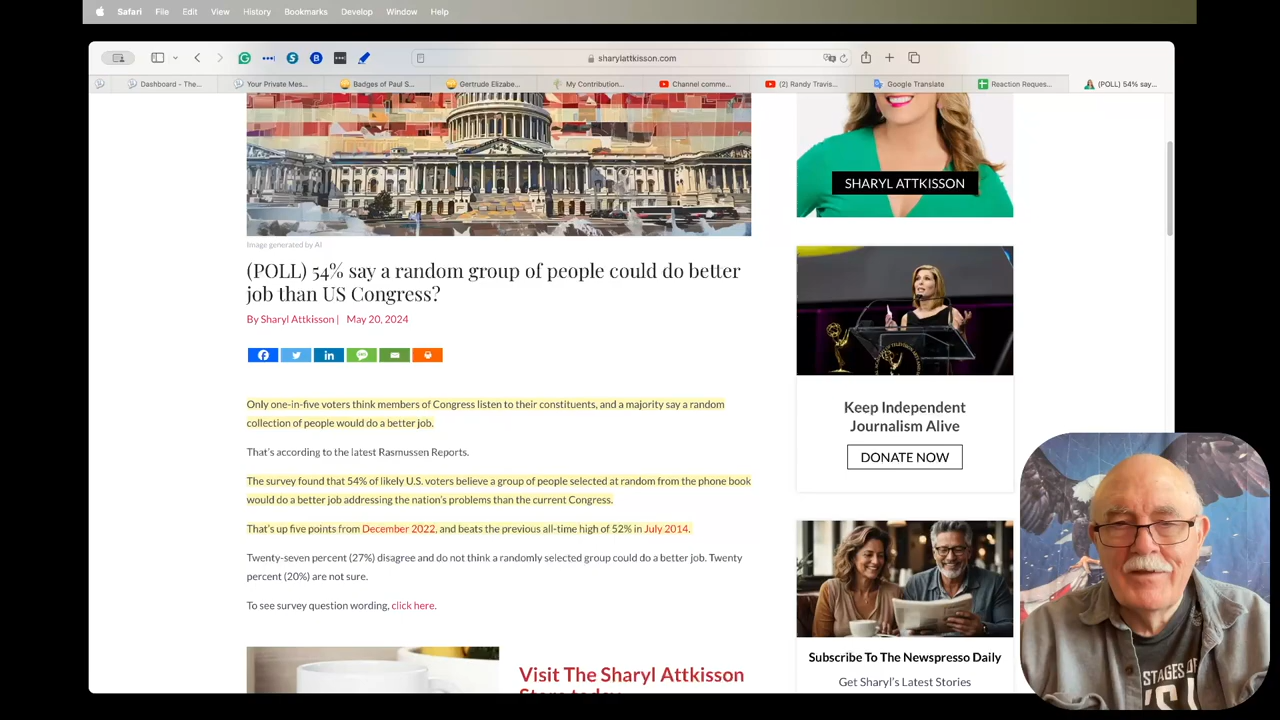 Safari File Edit View History Bookmarks Develop Window Help
sharylattkisson.com
Dashboard - The...
Your Private Mes...
Badges of Paul S...
Gertrude Elizabe...
My Contribution...
Channel comme...
(2) Randy Travis...
Google Translate
Reaction Reques...
(POLL) 54% say...
SHARYL ATTKISSON
Image generated by AI
(POLL) 54% say a random group of people could do better
job than US Congress?
By Sharyl Attkisson | May 20, 2024
Only one-in-five voters think members of Congress listen to their constituents, and a majority say a random
collection of people would do a better job.
That's according to the latest Rasmussen Reports.
The survey found that 54% of likely U.S. voters believe a group of people selected at random from the phone book
would do a better job addressing the nation's problems than the current Congress.
That's up five points from December 2022, and beats the previous all-time high of 52% in July 2014.
Twenty-seven percent (27%) disagree and do not think a randomly selected group could do a better job. Twenty
percent (20%) are not sure.
To see survey question wording, click here.
Visit The Sharyl Attkisson
Store today
Keep Independent
Journalism Alive
DONATE NOW
Subscribe To The Newspresso Daily
Get Sharyl's Latest Stories
STAGES OF